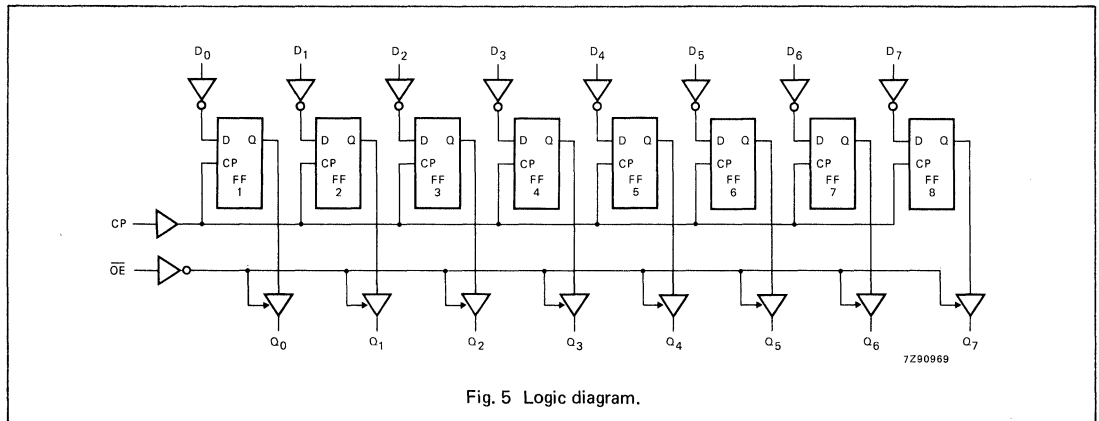 D0 D1 D2 D3 D4 D5 D6 D7
D Q D Q D Q D Q D Q D Q D Q D Q
CP CP CP CP CP CP CP CP
FF FF FF FF FF FF FF FF
1 2 3 4 5 6 7 8
CP
OE
Q0 Q1 Q2 Q3 Q4 Q5 Q6 Q7
7Z90969
Fig. 5 Logic diagram.